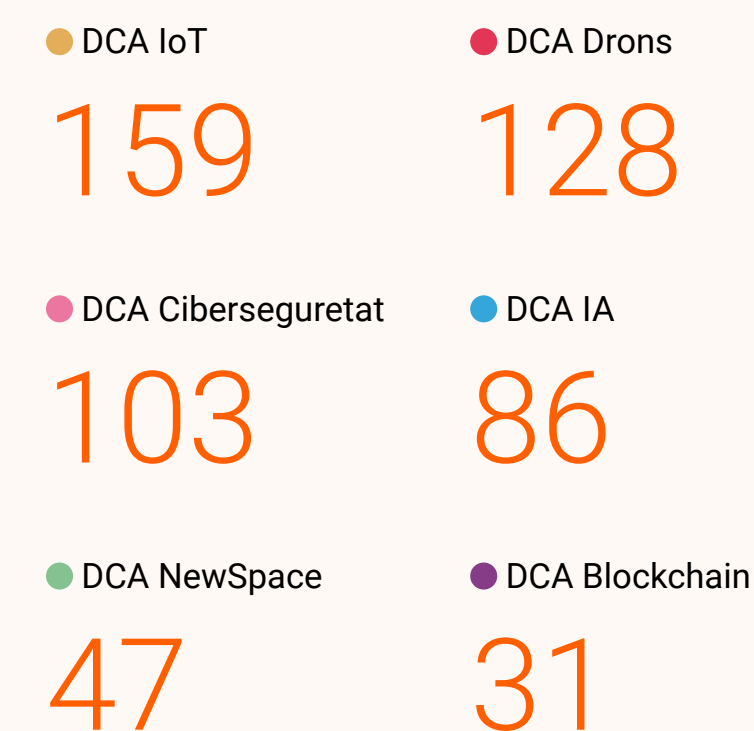 DCA IoT
159
DCA Drons
128
DCA Ciberseguretat
103
DCA IA
86
DCA NewSpace
47
DCA Blockchain
31